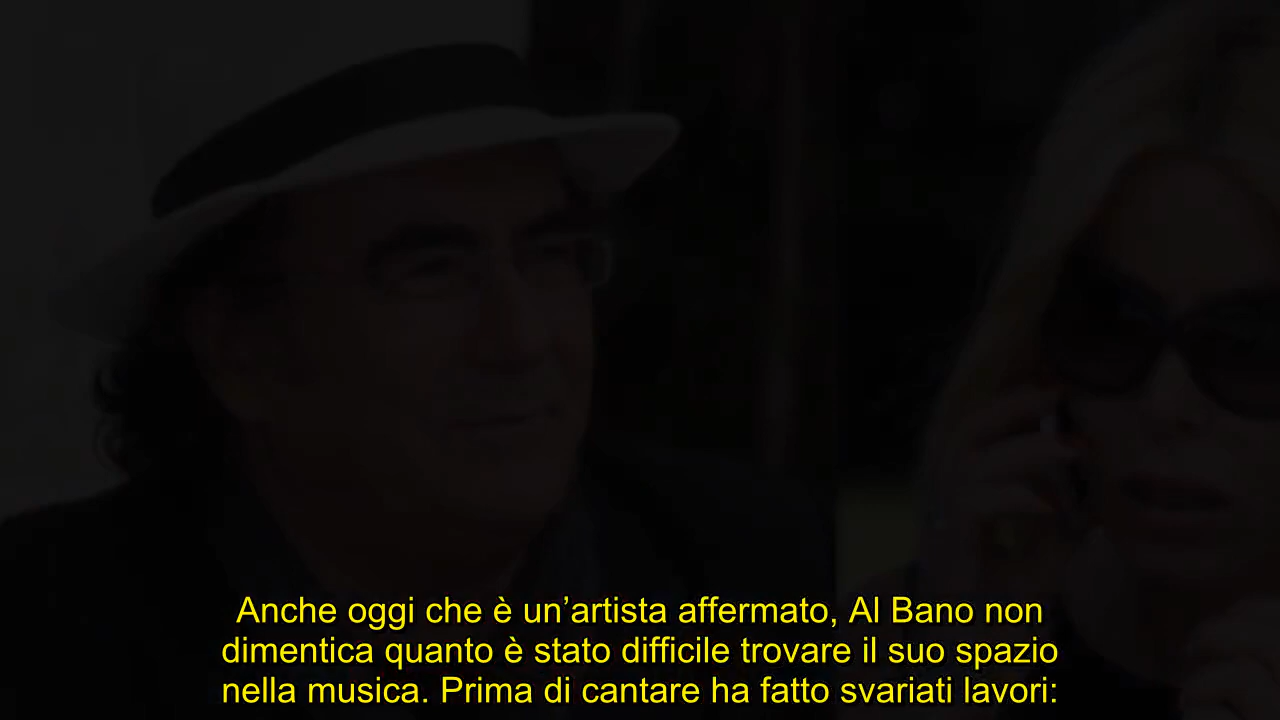 Anche oggi che è un’artista affermato, Al Bano non
dimentica quanto è stato difficile trovare il suo spazio
nella musica. Prima di cantare ha fatto svariati lavori: